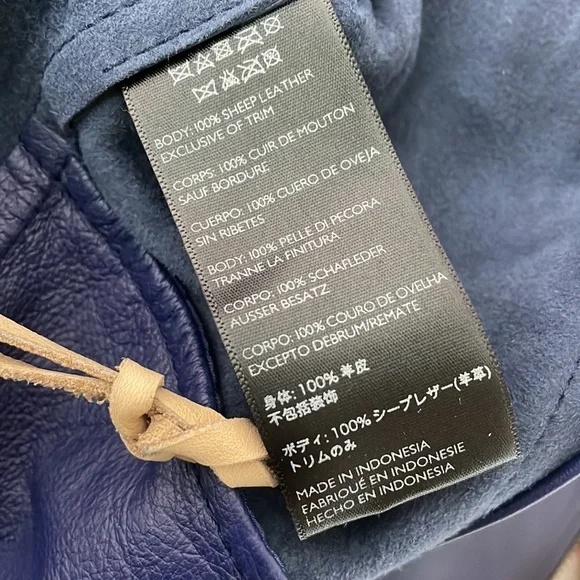 BODY: 100% SHEEP LEATHER
EXCLUSIVE OF TRIM
CORPS: 100% CUIR DE MOUTON
SAUF BORDURE
CUERPO: 100% CUERO DE OVEJA
SIN RIBETES
BODY: 100% PELLE DI PECORA
TRANNE LA FINITURA
CORPO: 100% SCHAFLEDER
AUSSER BESATZ
CORPO: 100% COURO DE OVELHA
EXCEPTO DEBRUM/REMATE
身体: 100% 羊皮
不包括装饰
ボディ: 100% シープレザー(羊革)
トリムのみ
MADE IN INDONESIA
FABRIQUÉ EN INDONÉSIE
HECHO EN INDONESIA